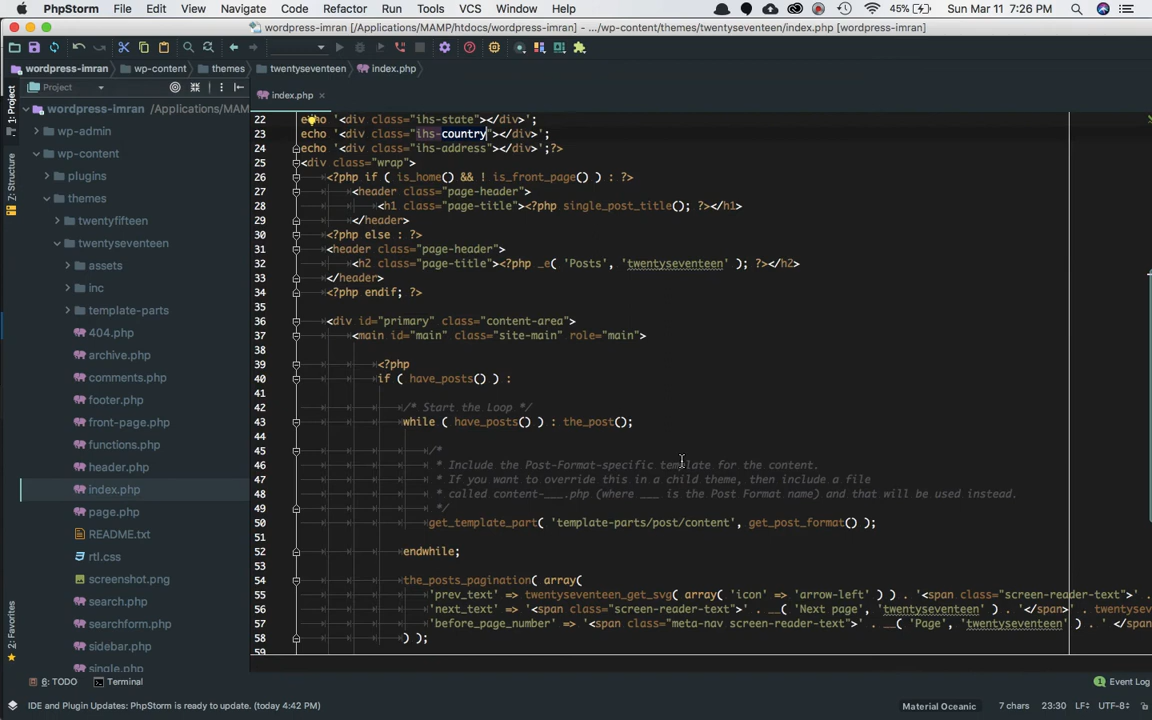 PhpStorm File Edit View Navigate Code Refactor Run Tools VCS Window Help 45% Sun Mar 11 7:26 PM
wordpress-imran [/Applications/MAMP/htdocs/wordpress-imran] - .../wp-content/themes/twentyseventeen/index.php [wordpress-imran]
wordpress-imran wp-content themes twentyseventeen index.php
1: Project
Project
index.php
wordpress-imran /Applications/MAM
wp-admin
wp-content
plugins
themes
twentyfifteen
twentyseventeen
assets
inc
template-parts
404.php
archive.php
comments.php
footer.php
front-page.php
functions.php
header.php
index.php
page.php
README.txt
rtl.css
screenshot.png
search.php
searchform.php
sidebar.php
single.php
7: Structure
2: Favorites
22 echo '<div class="ihs-state"></div>';
23 echo '<div class="ihs-country"></div>';
24 echo '<div class="ihs-address"></div>';?>
25 <div class="wrap">
26 <?php if ( is_home() && ! is_front_page() ) : ?>
27 <header class="page-header">
28 <h1 class="page-title"><?php single_post_title(); ?></h1>
29 </header>
30 <?php else : ?>
31 <header class="page-header">
32 <h2 class="page-title"><?php _e( 'Posts', 'twentyseventeen' ); ?></h2>
33 </header>
34 <?php endif; ?>
35
36 <div id="primary" class="content-area">
37 <main id="main" class="site-main" role="main">
38
39 <?php
40 if ( have_posts() ) :
41
42 /* Start the Loop */
43 while ( have_posts() ) : the_post();
44
45 /*
46 * Include the Post-Format-specific template for the content.
47 * If you want to override this in a child theme, then include a file
48 * called content-___.php (where ___ is the Post Format name) and that will be used instead.
49 */
50 get_template_part( 'template-parts/post/content', get_post_format() );
51
52 endwhile;
53
54 the_posts_pagination( array(
55 'prev_text' => twentyseventeen_get_svg( array( 'icon' => 'arrow-left' ) ) . '<span class="screen-reader-text">' .
56 'next_text' => '<span class="screen-reader-text">' . __( 'Next page', 'twentyseventeen' ) . '</span>' . twentysev
57 'before_page_number' => '<span class="meta-nav screen-reader-text">' . __( 'Page', 'twentyseventeen' ) . ' </span
58 ) );
59
6: TODO Terminal 1 Event Log
IDE and Plugin Updates: PhpStorm is ready to update. (today 4:42 PM) Material Oceanic 7 chars 23:30 LF UTF-8